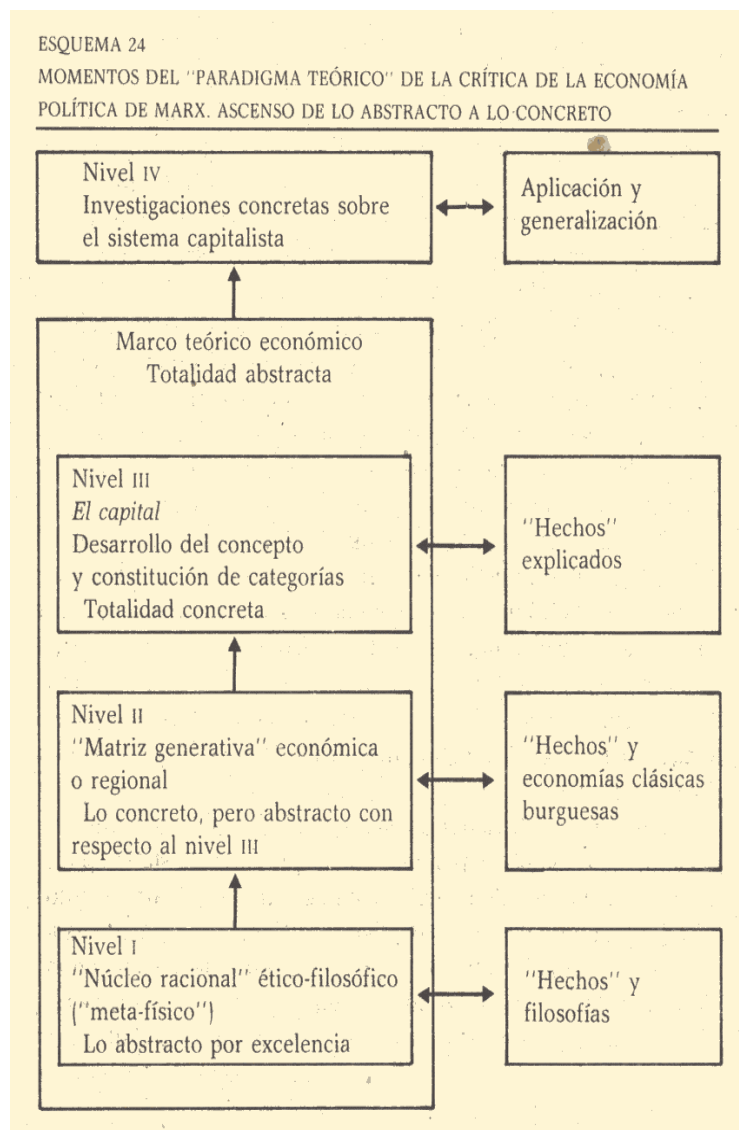 ESQUEMA 24
MOMENTOS DEL "PARADIGMA TEÓRICO" DE LA CRÍTICA DE LA ECONOMÍA
POLÍTICA DE MARX. ASCENSO DE LO ABSTRACTO A LO CONCRETO
Nivel IV
Investigaciones concretas sobre
el sistema capitalista
Aplicación y
generalización
Marco teórico económico
Totalidad abstracta
Nivel III
El capital
Desarrollo del concepto
y constitución de categorías
Totalidad concreta
"Hechos"
explicados
Nivel II
"Matriz generativa" económica
o regional
Lo concreto, pero abstracto con
respecto al nivel III
"Hechos" y
economías clásicas
burguesas
Nivel I
"Núcleo racional" ético-filosófico
("meta-físico")
Lo abstracto por excelencia
"Hechos" y
filosofías